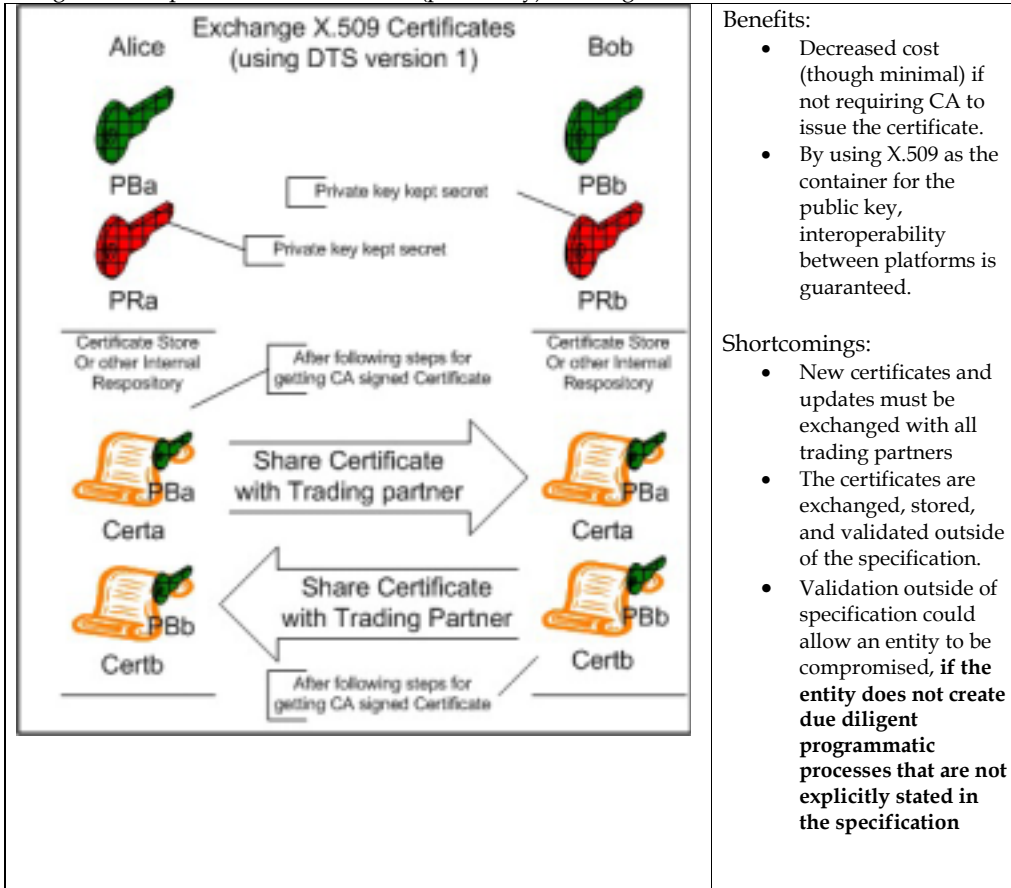 Exchange X.509 Certificates
(using DTS version 1)
Alice
Bob
PBa
PBb
Private key kept secret
Private key kept secret
PRa
PRb
Certificate Store
Or other Internal
Respository
After following steps for
getting CA signed Certificate
Certificate Store
Or other Internal
Respository
PBa
Certa
Share Certificate
with Trading partner
PBa
Certa
PBb
Certb
Share Certificate
with Trading Partner
PBb
Certb
After following steps for
getting CA signed Certificate
Benefits:
• Decreased cost
(though minimal) if
not requiring CA to
issue the certificate.
• By using X.509 as the
container for the
public key,
interoperability
between platforms is
guaranteed.
Shortcomings:
• New certificates and
updates must be
exchanged with all
trading partners
• The certificates are
exchanged, stored,
and validated outside
of the specification.
• Validation outside of
specification could
allow an entity to be
compromised, if the
entity does not create
due diligent
programmatic
processes that are not
explicitly stated in
the specification